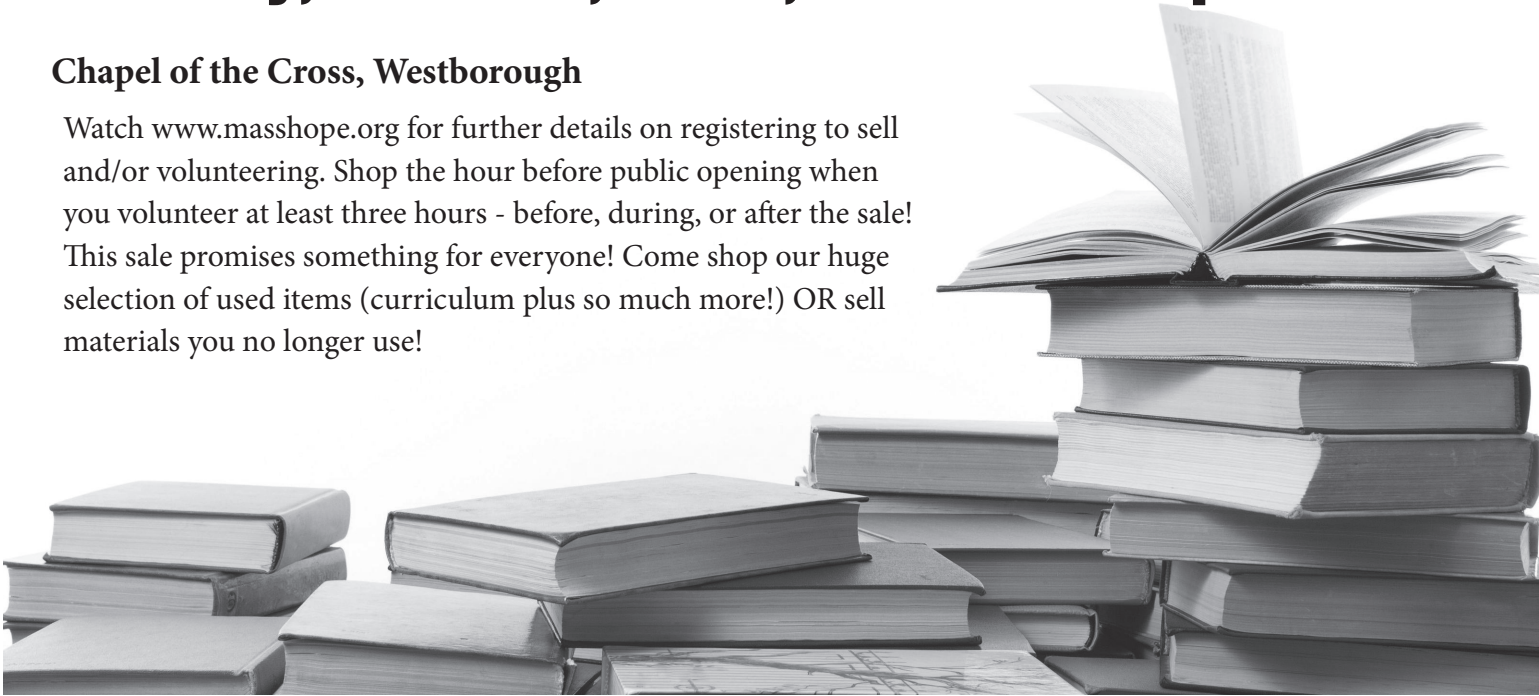 Chapel of the Cross, Westborough
Watch www.masshope.org for further details on registering to sell
and/or volunteering. Shop the hour before public opening when
you volunteer at least three hours - before, during, or after the sale!
This sale promises something for everyone! Come shop our huge
selection of used items (curriculum plus so much more!) OR sell
materials you no longer use!